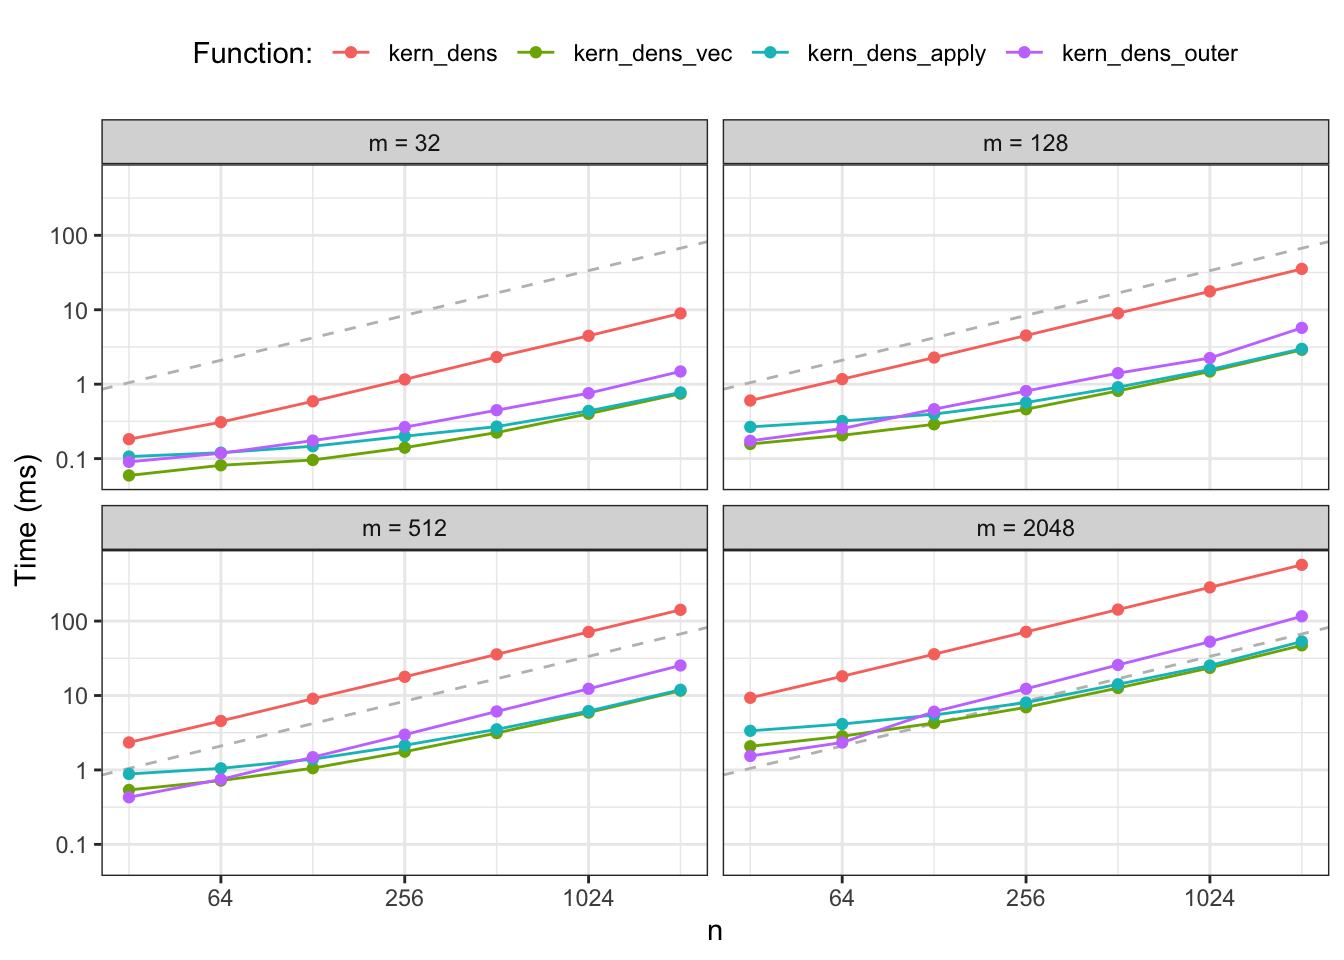 Function: kern_dens kern_dens_vec kern_dens_apply kern_dens_outer
m = 32 m = 128
100
10
1
0.1
Time (ms)
m = 512 m = 2048
100
10
1
0.1
64 256 1024 64 256 1024
n